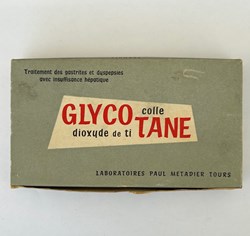 Traitement des gastrites et dyspepsies
avec insuffisance hépatique
GLYCO colle
dioxyde de ti TANE
LABORATOIRES PAUL METADIER TOURS